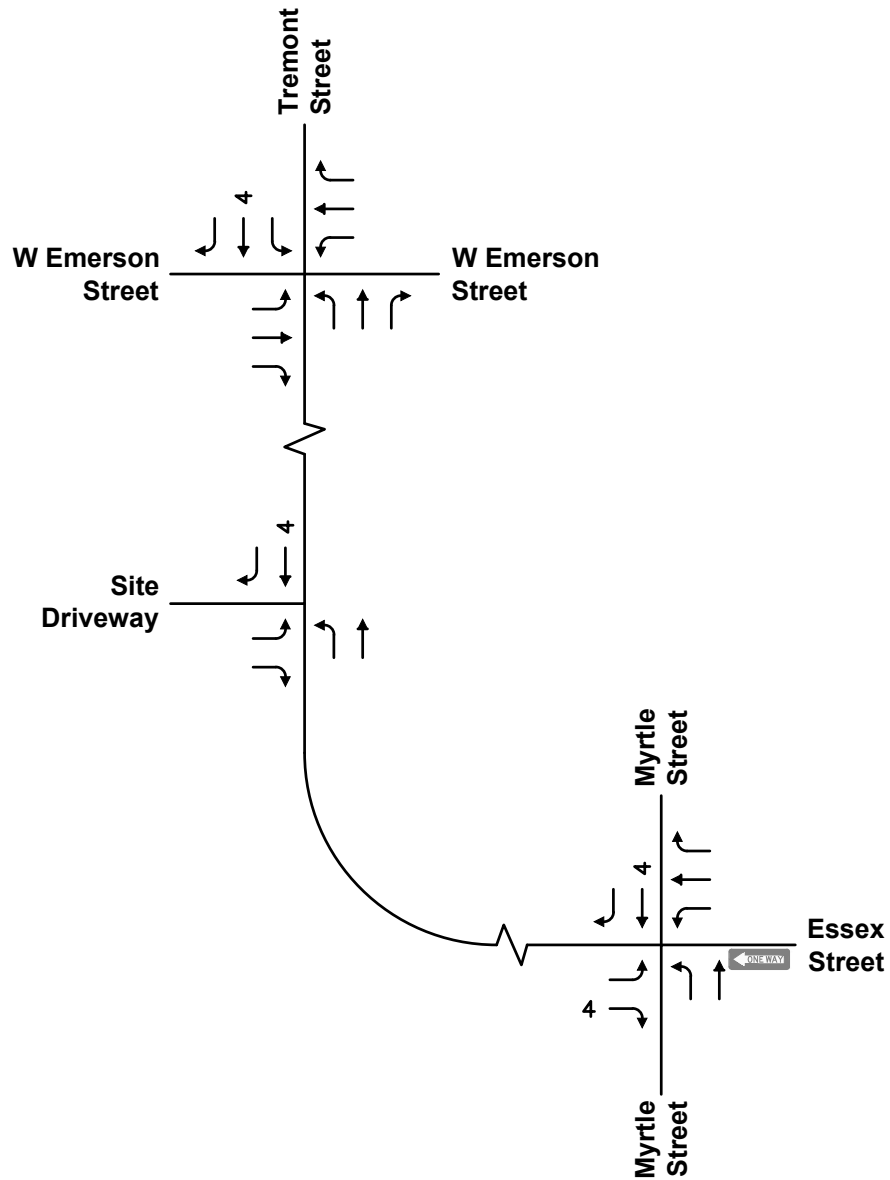 Tremont
Street
4
W Emerson
Street
W Emerson
Street
4
Site
Driveway
Myrtle
Street
4
Essex
Street
ONE WAY
4
Myrtle
Street